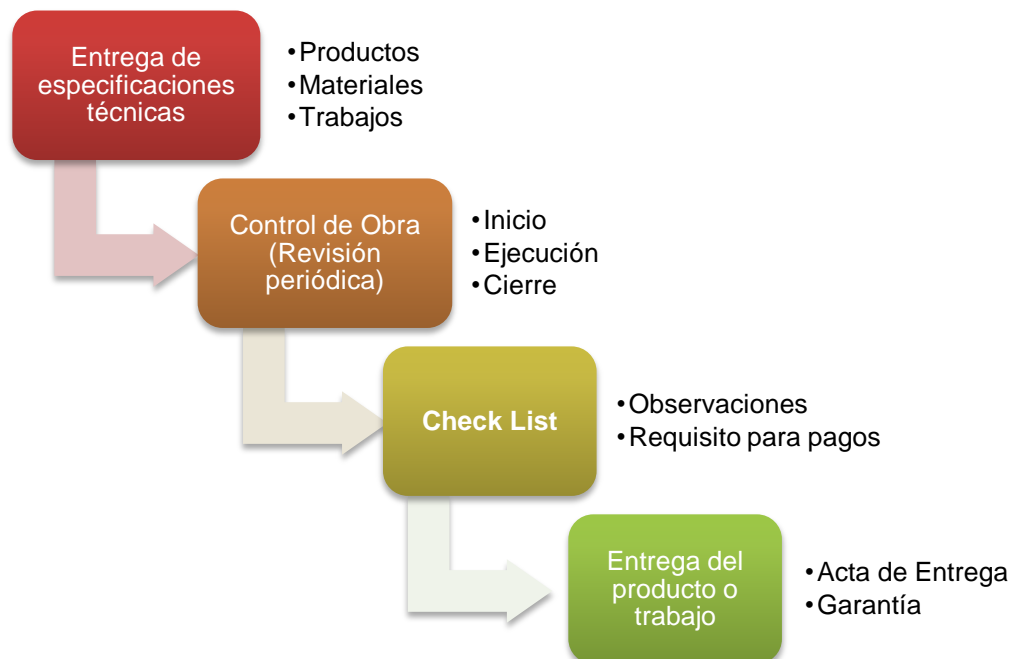 Entrega de
especificaciones
técnicas
•Productos
•Materiales
•Trabajos
Control de Obra
(Revisión
periódica)
•Inicio
•Ejecución
•Cierre
Check List
•Observaciones
•Requisito para pagos
Entrega del
producto o
trabajo
•Acta de Entrega
•Garantía